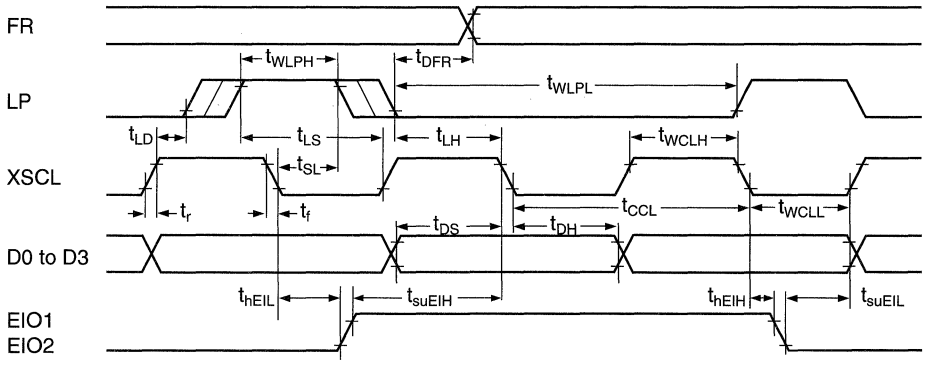 FR
tWLPH
tDFR
LP
tWLPL
tLD
tLS
tLH
tWCLH
tSL
XSCL
tr
tf
tCCL
tWCLL
tDS
tDH
D0 to D3
thEIL
tsuEIH
thEIH
tsuEIL
EIO1
EIO2